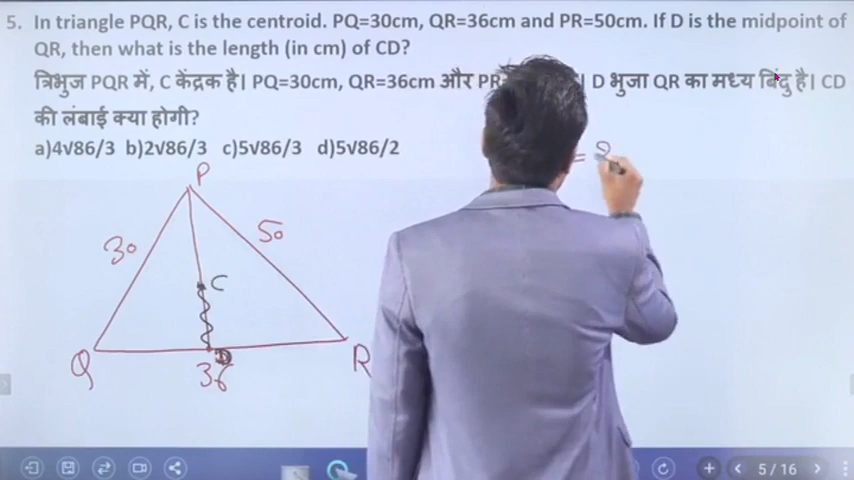 5. In triangle PQR, C is the centroid. PQ=30cm, QR=36cm and PR=50cm. If D is the midpoint of
QR, then what is the length (in cm) of CD?
त्रिभुज PQR में, C केंद्रक है। PQ=30cm, QR=36cm और PR= । D भुजा QR का मध्य बिंदु है। CD
की लंबाई क्या होगी?
a)4√86/3 b)2√86/3 c)5√86/3 d)5√86/2
P
30
50
C
Q
D
R
36
=
5 / 16